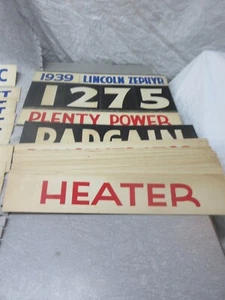 1939 LINCOLN ZEPHYR
1275
PLENTY POWER
BARGAIN
HEATER